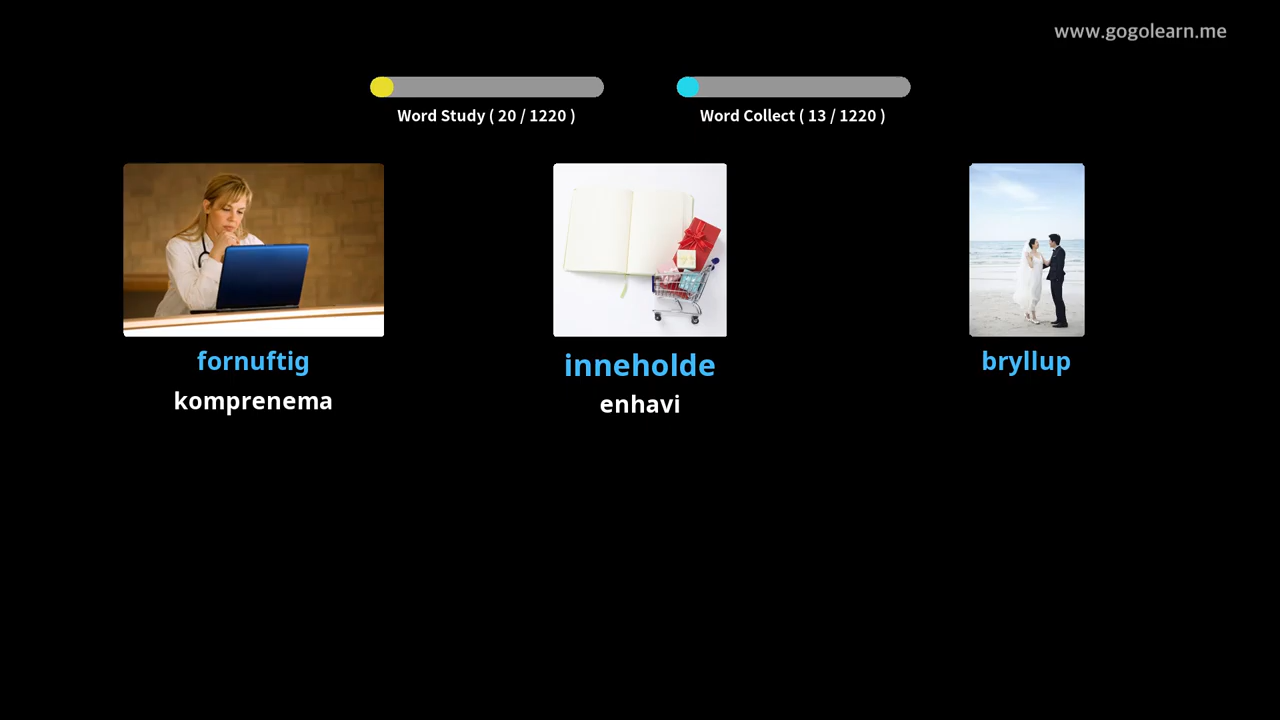 www.gogolearn.me
Word Study ( 20 / 1220 )
Word Collect ( 13 / 1220 )
fornuftig
inneholde
bryllup
komprenema
enhavi